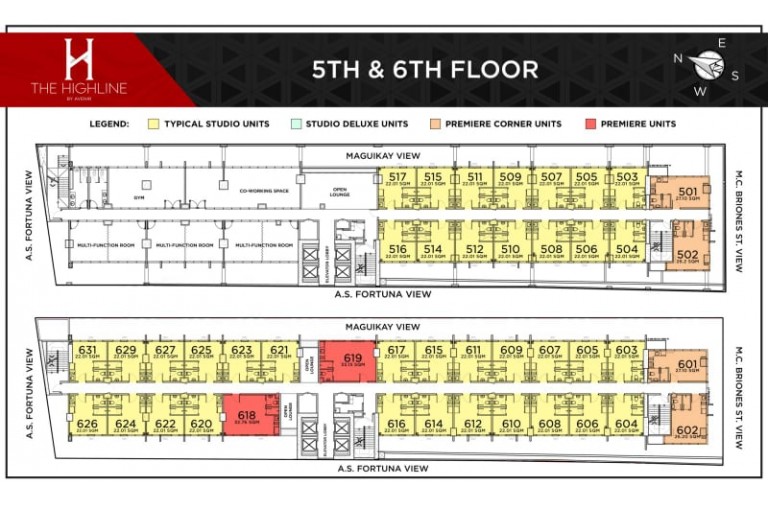 THE HIGHLINE
5TH & 6TH FLOOR
N
E
S
W
LEGEND:
TYPICAL STUDIO UNITS
STUDIO DELUXE UNITS
PREMIERE CORNER UNITS
PREMIERE UNITS
MAGUIKAY VIEW
A.S. FORTUNA VIEW
M.C. BRIONES ST. VIEW
GYM
CO-WORKING SPACE
OPEN LOUNGE
517 515 511 509 507 505 503
22.01 SQM 22.01 SQM 22.01 SQM 22.01 SQM 22.01 SQM 22.01 SQM 22.01 SQM
501
27.10 SQM
MULTI-FUNCTION ROOM MULTI-FUNCTION ROOM MULTI-FUNCTION ROOM
ELEVATOR LOBBY
516 514 512 510 508 506 504
22.01 SQM 22.01 SQM 22.01 SQM 22.01 SQM 22.01 SQM 22.01 SQM 22.01 SQM
502
A.S. FORTUNA VIEW
MAGUIKAY VIEW
A.S. FORTUNA VIEW
M.C. BRIONES ST. VIEW
631 629 627 625 623 621
22.01 SQM 22.01 SQM 22.01 SQM 22.01 SQM 22.01 SQM 22.01 SQM
OPEN LOUNGE
619
617 615 611 609 607 605 603
22.01 SQM 22.01 SQM 22.01 SQM 22.01 SQM 22.01 SQM 22.01 SQM 22.01 SQM
601
27.10 SQM
626 624 622 620
22.01 SQM 22.01 SQM 22.01 SQM 22.01 SQM
618
OPEN LOUNGE
ELEVATOR LOBBY
616 614 612 610 608 606 604
22.01 SQM 22.01 SQM 22.01 SQM 22.01 SQM 22.01 SQM 22.01 SQM 22.01 SQM
602
26.20 SQM
A.S. FORTUNA VIEW